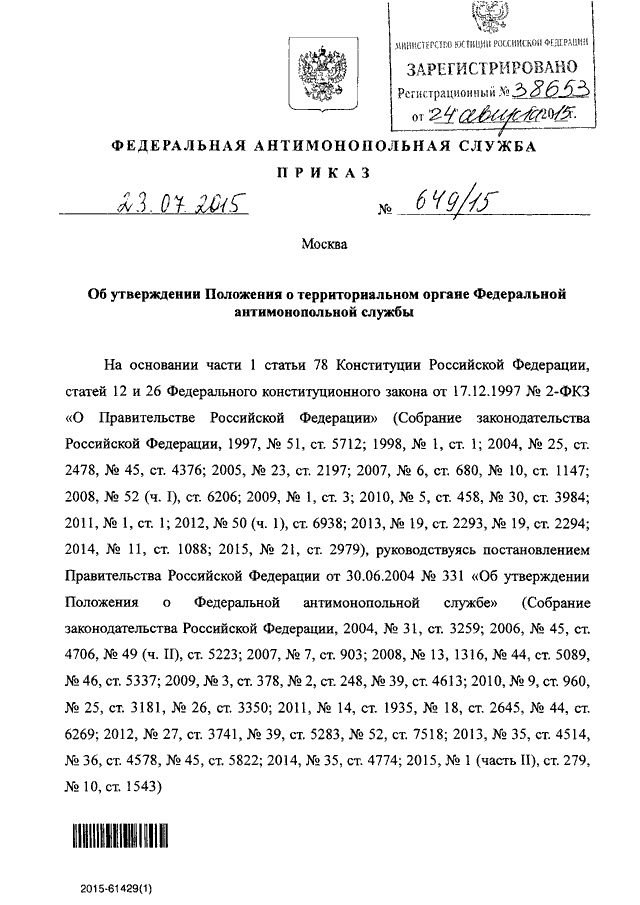 МИНИСТЕРСТВО ЮСТИЦИИ РОССИЙСКОЙ ФЕДЕРАЦИИ
ЗАРЕГИСТРИРОВАНО
Регистрационный № 38653
от "24" августа 2015г.
ФЕДЕРАЛЬНАЯ АНТИМОНОПОЛЬНАЯ СЛУЖБА
ПРИКАЗ
23.07.2015 № 649/15
Москва
Об утверждении Положения о территориальном органе Федеральной
антимонопольной службы
На основании части 1 статьи 78 Конституции Российской Федерации,
статей 12 и 26 Федерального конституционного закона от 17.12.1997 № 2-ФКЗ
«О Правительстве Российской Федерации» (Собрание законодательства
Российской Федерации, 1997, № 51, ст. 5712; 1998, № 1, ст. 1; 2004, № 25, ст.
2478, № 45, ст. 4376; 2005, № 23, ст. 2197; 2007, № 6, ст. 680, № 10, ст. 1147;
2008, № 52 (ч. I), ст. 6206; 2009, № 1, ст. 3; 2010, № 5, ст. 458, № 30, ст. 3984;
2011, № 1, ст. 1; 2012, № 50 (ч. 1), ст. 6938; 2013, № 19, ст. 2293, № 19, ст. 2294;
2014, № 11, ст. 1088; 2015, № 21, ст. 2979), руководствуясь постановлением
Правительства Российской Федерации от 30.06.2004 № 331 «Об утверждении
Положения о Федеральной антимонопольной службе» (Собрание
законодательства Российской Федерации, 2004, № 31, ст. 3259; 2006, № 45, ст.
4706, № 49 (ч. II), ст. 5223; 2007, № 7, ст. 903; 2008, № 13, 1316, № 44, ст. 5089,
№ 46, ст. 5337; 2009, № 3, ст. 378, № 2, ст. 248, № 39, ст. 4613; 2010, № 9, ст. 960,
№ 25, ст. 3181, № 26, ст. 3350; 2011, № 14, ст. 1935, № 18, ст. 2645, № 44, ст.
6269; 2012, № 27, ст. 3741, № 39, ст. 5283, № 52, ст. 7518; 2013, № 35, ст. 4514,
№ 36, ст. 4578, № 45, ст. 5822; 2014, № 35, ст. 4774; 2015, № 1 (часть II), ст. 279,
№ 10, ст. 1543)
2015-61429(1)